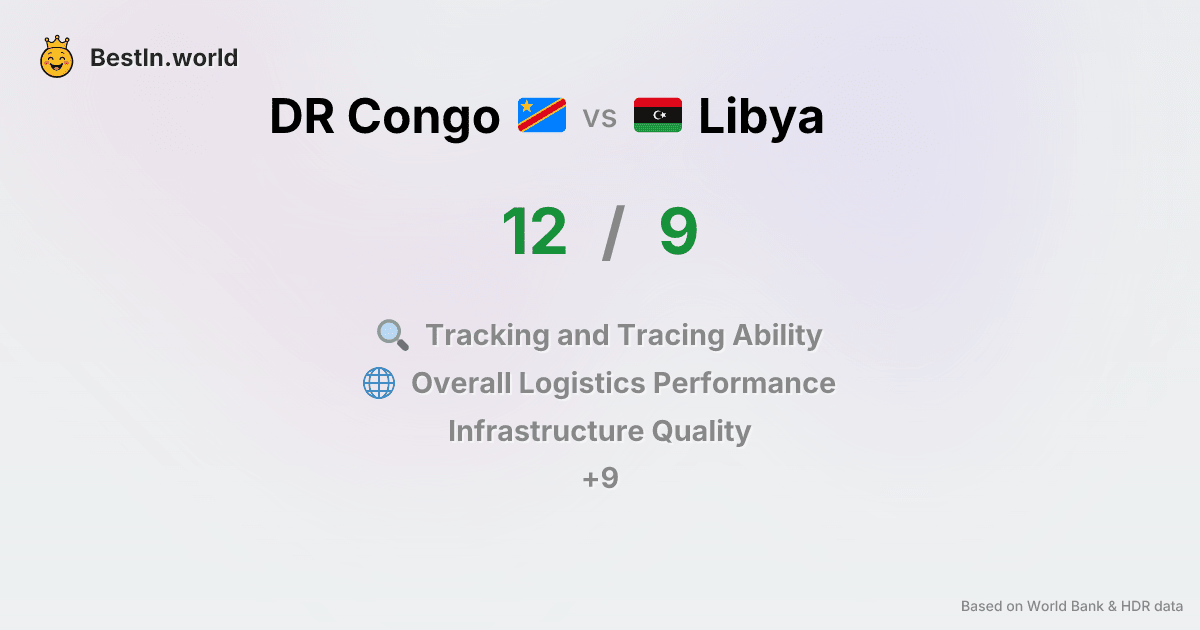 BestIn.world
DR Congo vs Libya
12 / 9
Tracking and Tracing Ability
Overall Logistics Performance
Infrastructure Quality
+9
Based on World Bank & HDR data